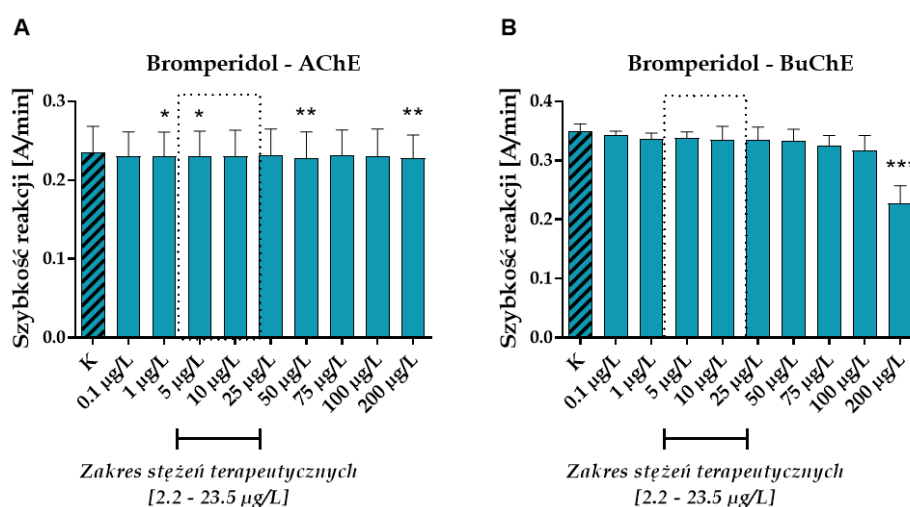 A
Bromperidol - AChE
Szybkość reakcji [A/min]
0.3
0.2
0.1
0.0
* * ** **
K
0.1 µg/L
1 µg/L
5 µg/L
10 µg/L
25 µg/L
50 µg/L
75 µg/L
100 µg/L
200 µg/L
Zakres stężeń terapeutycznych
[2.2 - 23.5 µg/L]
B
Bromperidol - BuChE
Szybkość reakcji [A/min]
0.4
0.3
0.2
0.1
0.0
***
K
0.1 µg/L
1 µg/L
5 µg/L
10 µg/L
25 µg/L
50 µg/L
75 µg/L
100 µg/L
200 µg/L
Zakres stężeń terapeutycznych
[2.2 - 23.5 µg/L]